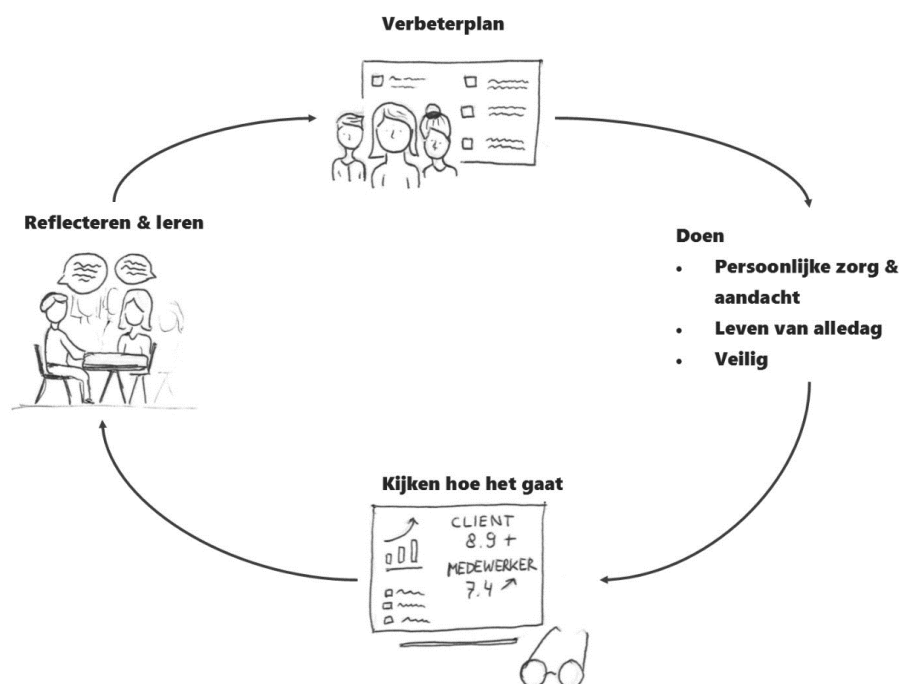 Verbeterplan
Reflecteren & leren
Doen
• Persoonlijke zorg &
aandacht
• Leven van alledag
• Veilig
Kijken hoe het gaat
CLIENT
8.9 +
MEDEWERKER
7.4